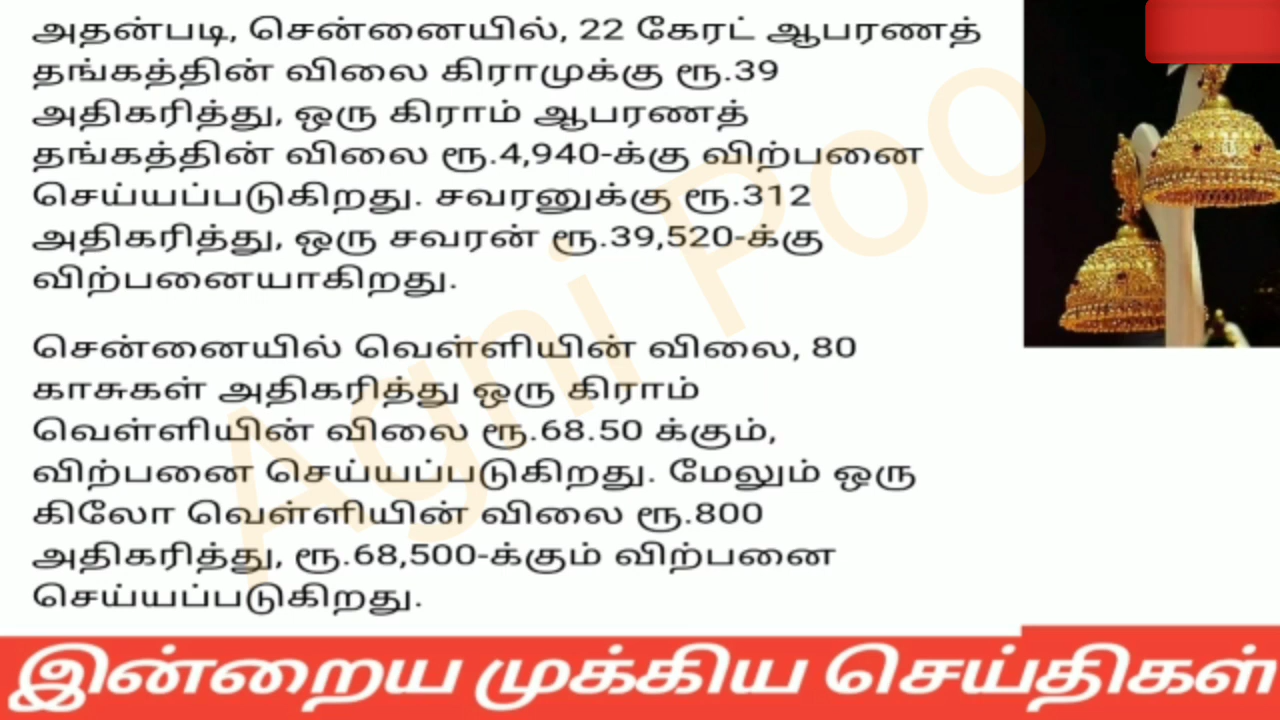 அதன்படி, சென்னையில், 22 கேரட் ஆபரணத்
தங்கத்தின் விலை கிராமுக்கு ரூ.39
அதிகரித்து, ஒரு கிராம் ஆபரணத்
தங்கத்தின் விலை ரூ.4,940-க்கு விற்பனை
செய்யப்படுகிறது. சவரனுக்கு ரூ.312
அதிகரித்து, ஒரு சவரன் ரூ.39,520-க்கு
விற்பனையாகிறது.
சென்னையில் வெள்ளியின் விலை, 80
காசுகள் அதிகரித்து ஒரு கிராம்
வெள்ளியின் விலை ரூ.68.50 க்கும்,
விற்பனை செய்யப்படுகிறது. மேலும் ஒரு
கிலோ வெள்ளியின் விலை ரூ.800
அதிகரித்து, ரூ.68,500-க்கும் விற்பனை
செய்யப்படுகிறது.
Agni Poo
இன்றைய முக்கிய செய்திகள்